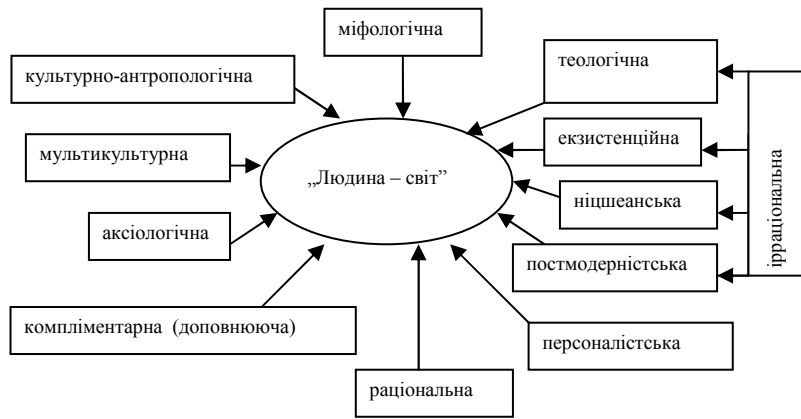 міфологічна
культурно-антропологічна
теологічна
мультикультурна
екзистенційна
„Людина – світ”
ніцшеанська
аксіологічна
постмодерністська
ірраціональна
компліментарна (доповнююча)
персоналістська
раціональна